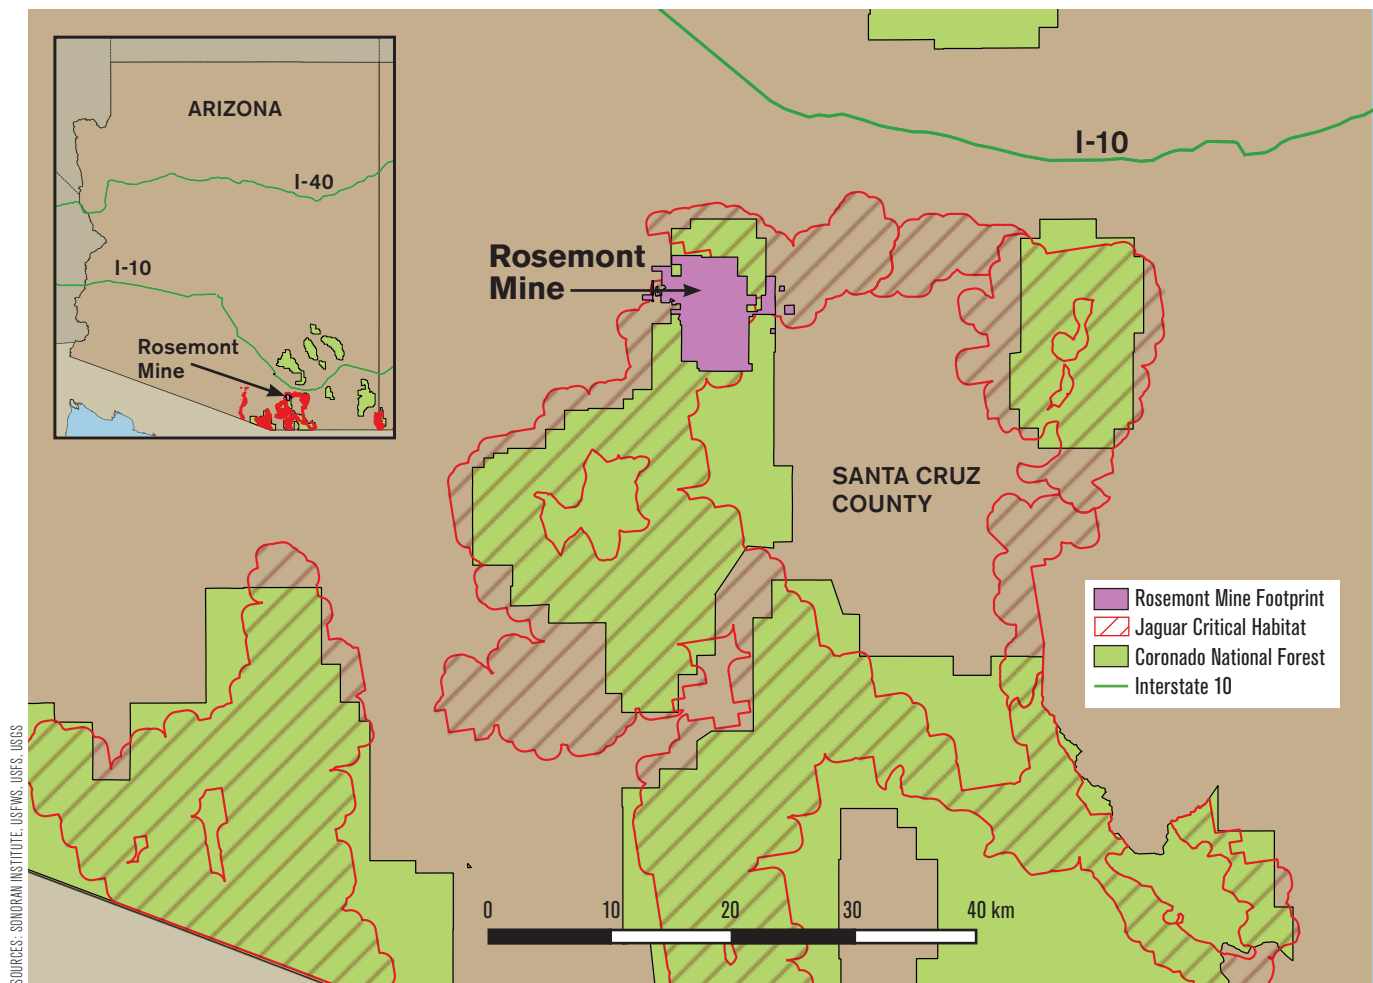 ARIZONA
I-40
I-10
Rosemont
Mine
I-10
Rosemont
Mine
SANTA CRUZ
COUNTY
Rosemont Mine Footprint
Jaguar Critical Habitat
Coronado National Forest
Interstate 10
0 10 20 30 40 km
SOURCES: SONORAN INSTITUTE, USFWS, USFS, USGS